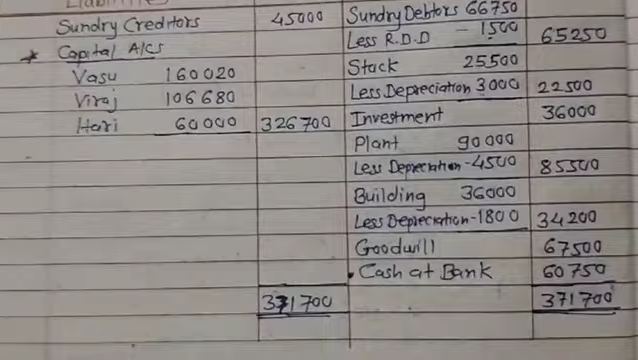 Sundry Creditors 45000
* Capital A/CS
Vasu 160020
Viraj 106680
Hari 60000 326700
371700
Sundry Debtors 66750
Less R.D.D - 1500 65250
Stock 25500
Less Depreciation 3000 22500
Investment 36000
Plant 90000
Less Depreciation - 4500 85500
Building 36000
Less Depreciation - 1800 34200
Goodwill 67500
Cash at Bank 60750
371700